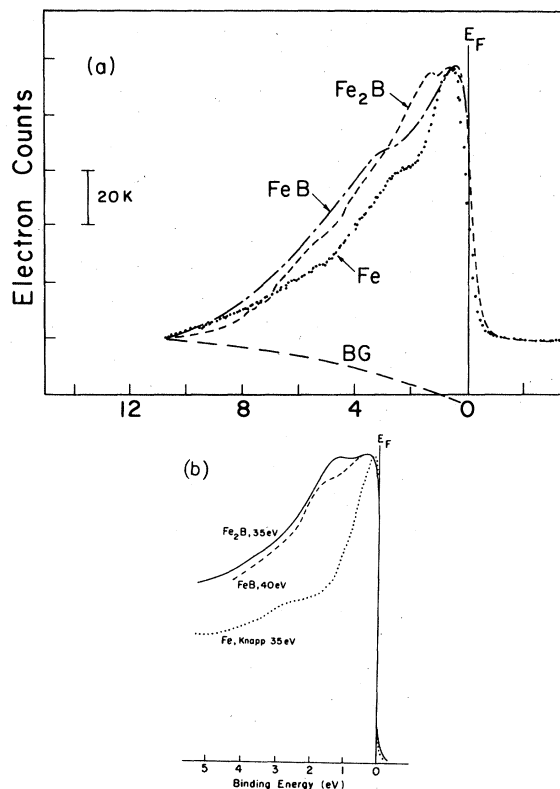 (a)
E_F
Fe₂B
Electron Counts
20K
FeB
Fe
BG
12 8 4 0
(b)
E_F
Fe₂B, 35eV
FeB, 40eV
Fe, Knapp 35eV
5 4 3 2 1 0
Binding Energy (eV)